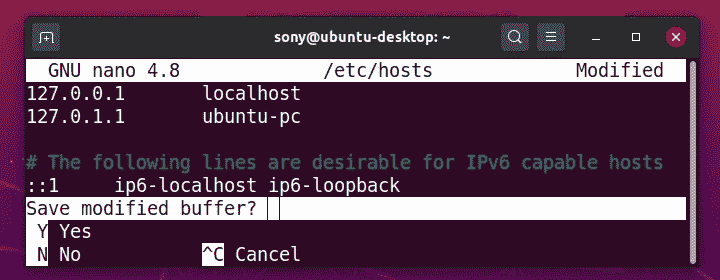 sony@ubuntu-desktop: ~
GNU nano 4.8 /etc/hosts Modified
127.0.0.1 localhost
127.0.1.1 ubuntu-pc
# The following lines are desirable for IPv6 capable hosts
::1 ip6-localhost ip6-loopback
Save modified buffer?
Y Yes
N No ^C Cancel